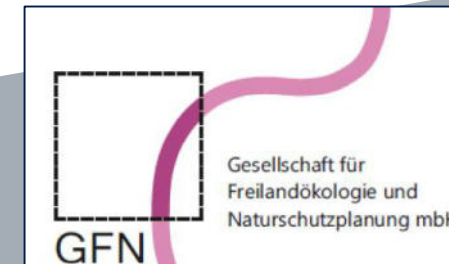 Gesellschaft für
Freilandökologie und
Naturschutzplanung mbH
GFN